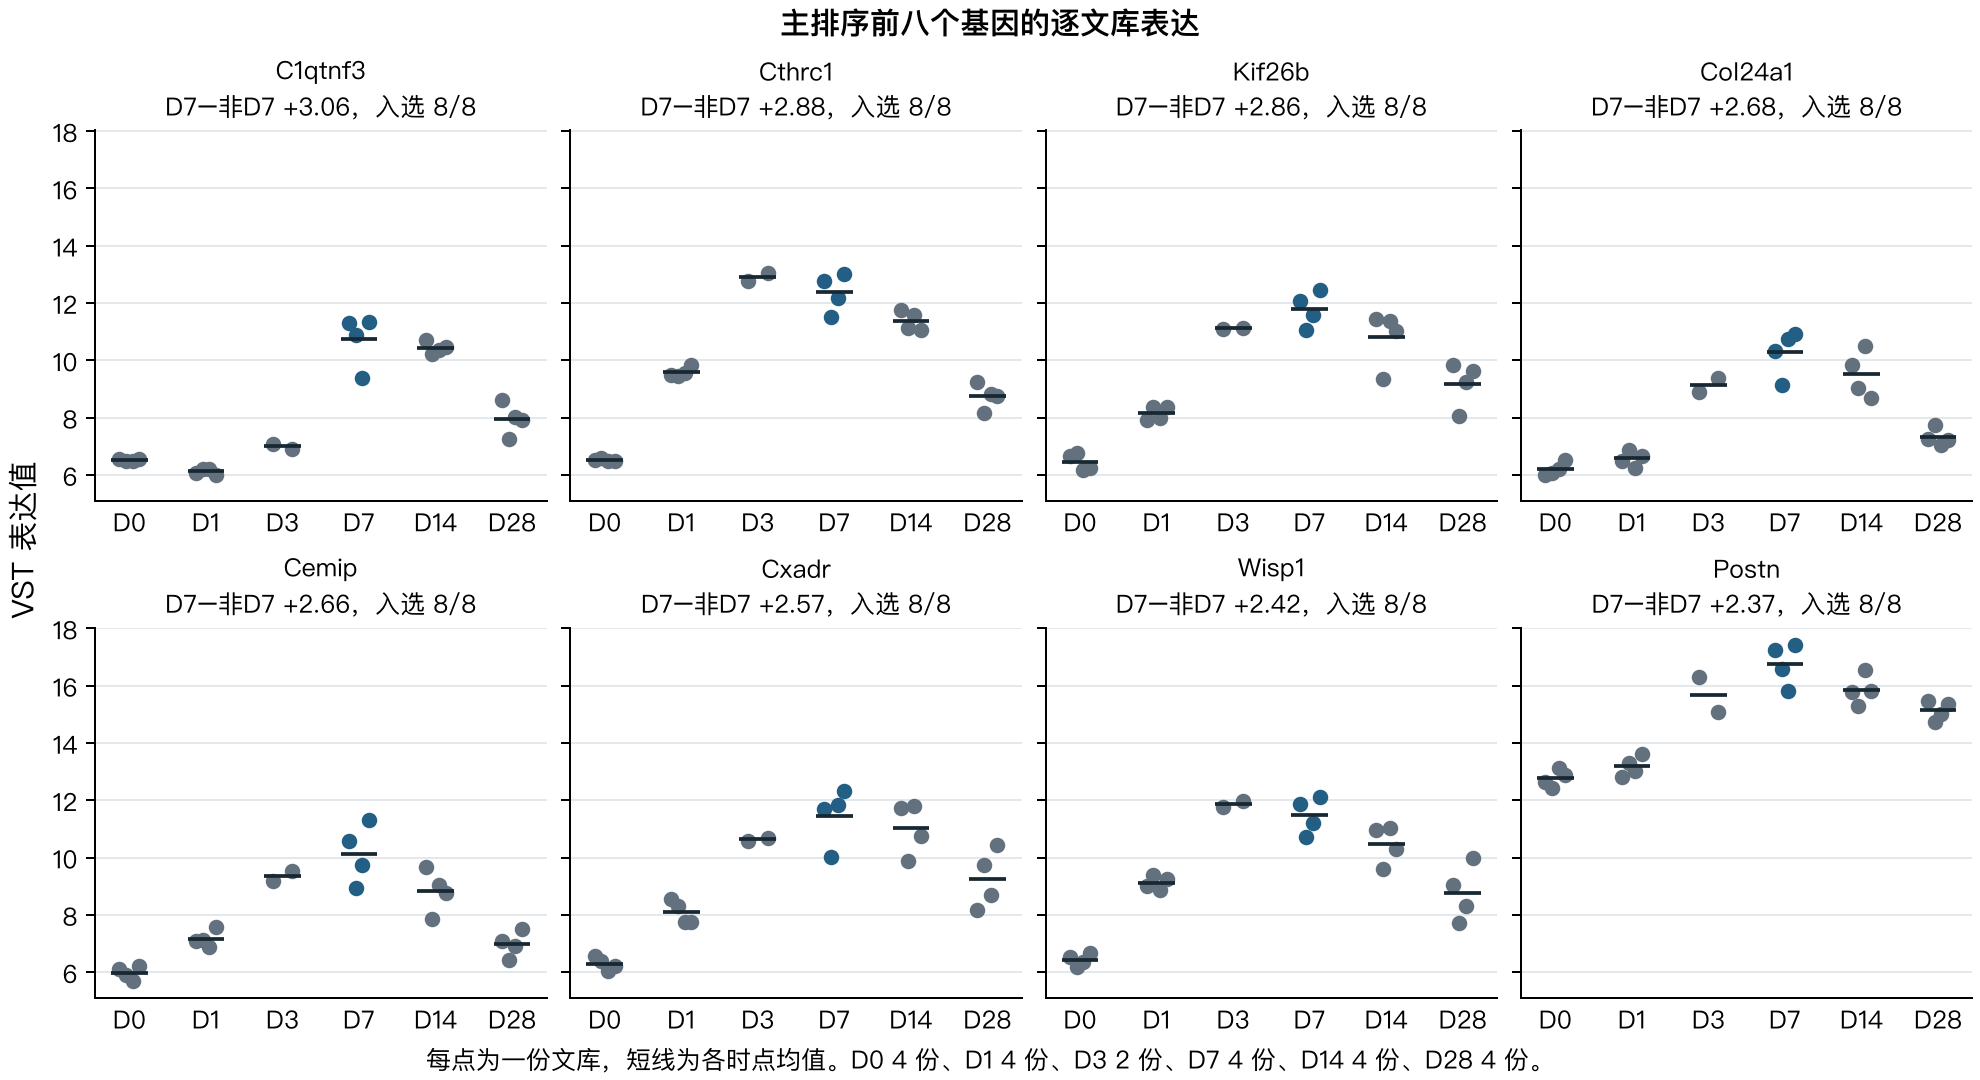 主排序前八个基因的逐文库表达
C1qtnf3
D7−非D7 +3.06，入选 8/8
Cthrc1
D7−非D7 +2.88，入选 8/8
Kif26b
D7−非D7 +2.86，入选 8/8
Col24a1
D7−非D7 +2.68，入选 8/8
18
16
14
12
10
8
6
D0 D1 D3 D7 D14 D28
D0 D1 D3 D7 D14 D28
D0 D1 D3 D7 D14 D28
D0 D1 D3 D7 D14 D28
VST 表达值
Cemip
D7−非D7 +2.66，入选 8/8
Cxadr
D7−非D7 +2.57，入选 8/8
Wisp1
D7−非D7 +2.42，入选 8/8
Postn
D7−非D7 +2.37，入选 8/8
18
16
14
12
10
8
6
D0 D1 D3 D7 D14 D28
D0 D1 D3 D7 D14 D28
D0 D1 D3 D7 D14 D28
D0 D1 D3 D7 D14 D28
每点为一份文库，短线为各时点均值。D0 4 份、D1 4 份、D3 2 份、D7 4 份、D14 4 份、D28 4 份。